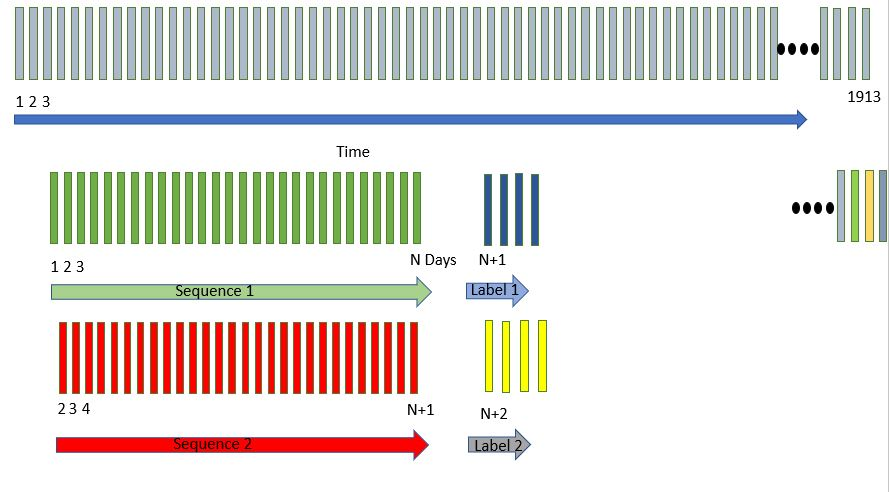 1 2 3
1913
Time
1 2 3
N Days
N+1
Sequence 1
Label 1
2 3 4
N+1
N+2
Sequence 2
Label 2